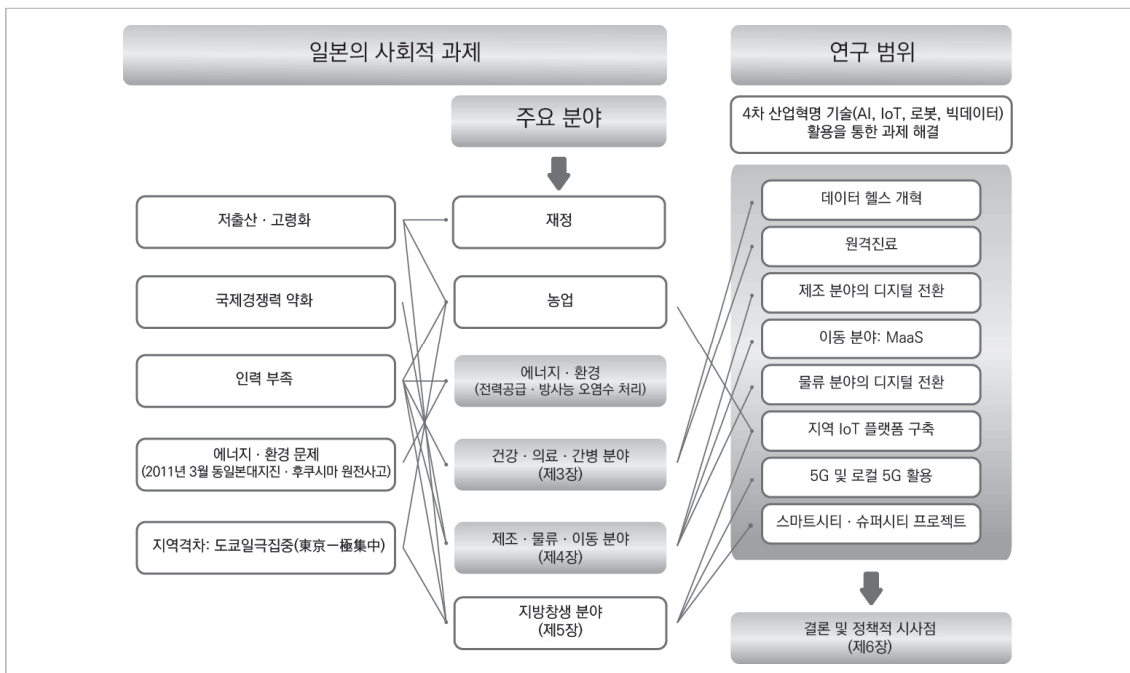 일본의 사회적 과제
주요 분야
저출산 · 고령화
국제경쟁력 약화
인력 부족
에너지 · 환경 문제
(2011년 3월 동일본대지진 · 후쿠시마 원전사고)
지역격차: 도쿄일극집중(東京一極集中)
재정
농업
에너지 · 환경
(전력공급 · 방사능 오염수 처리)
건강 · 의료 · 간병 분야
(제3장)
제조 · 물류 · 이동 분야
(제4장)
지방창생 분야
(제5장)
연구 범위
4차 산업혁명 기술(AI, IoT, 로봇, 빅데이터)
활용을 통한 과제 해결
데이터 헬스 개혁
원격진료
제조 분야의 디지털 전환
이동 분야: MaaS
물류 분야의 디지털 전환
지역 IoT 플랫폼 구축
5G 및 로컬 5G 활용
스마트시티 · 슈퍼시티 프로젝트
결론 및 정책적 시사점
(제6장)